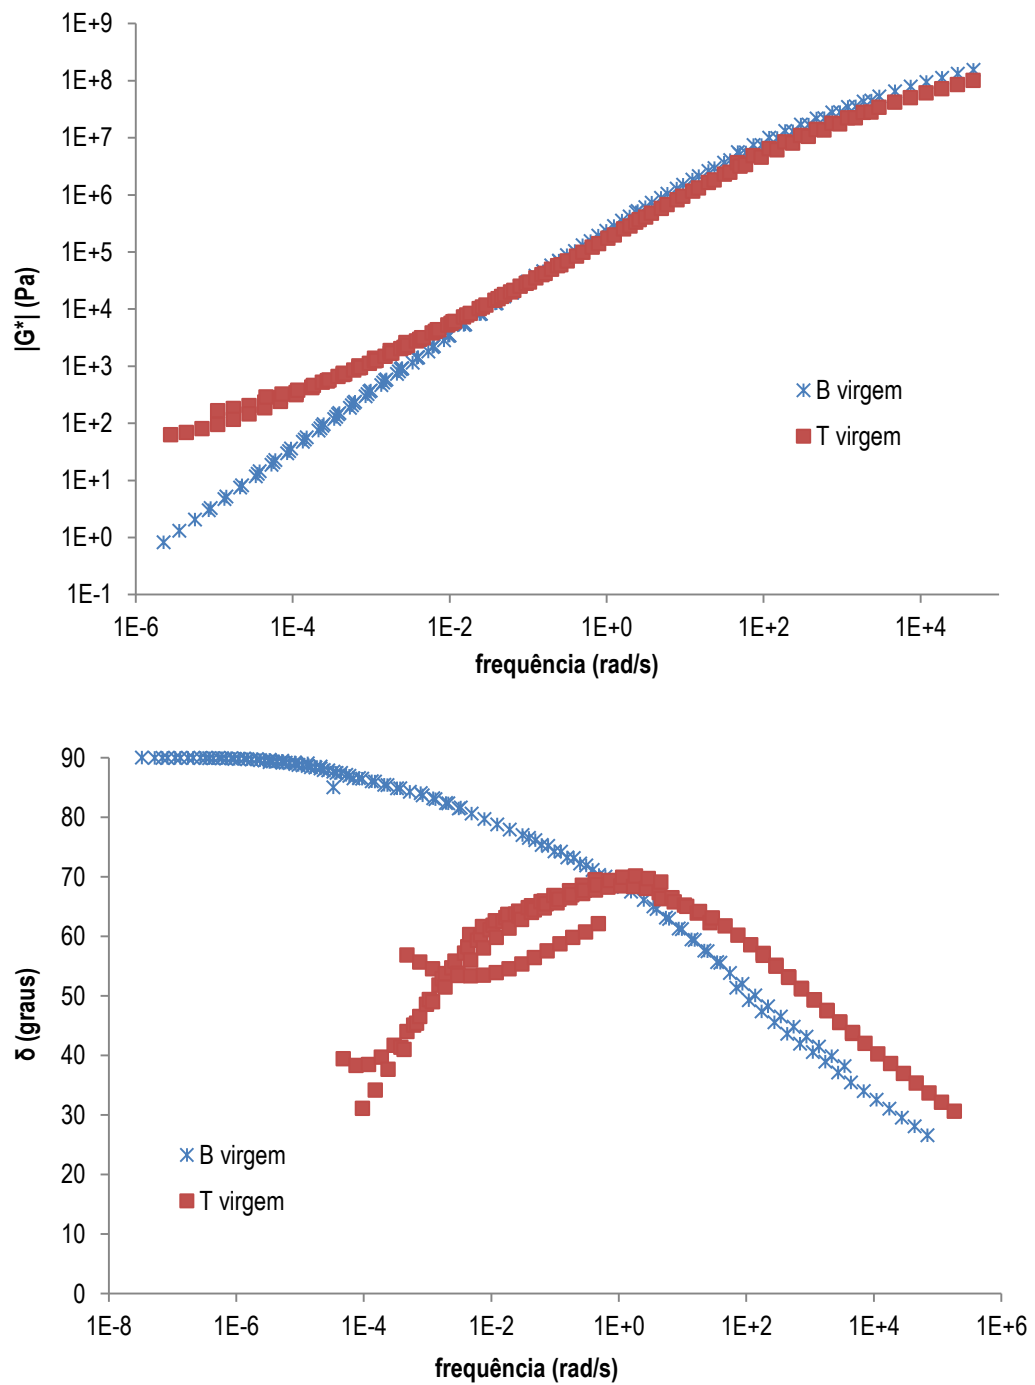 1E+9
1E+8
1E+7
1E+6
1E+5
1E+4
1E+3
1E+2
1E+1
1E+0
1E-1
|G*| (Pa)
B virgem
T virgem
1E-6 1E-4 1E-2 1E+0 1E+2 1E+4
frequência (rad/s)
90
80
70
60
50
40
30
20
10
0
δ (graus)
B virgem
T virgem
1E-8 1E-6 1E-4 1E-2 1E+0 1E+2 1E+4 1E+6
frequência (rad/s)